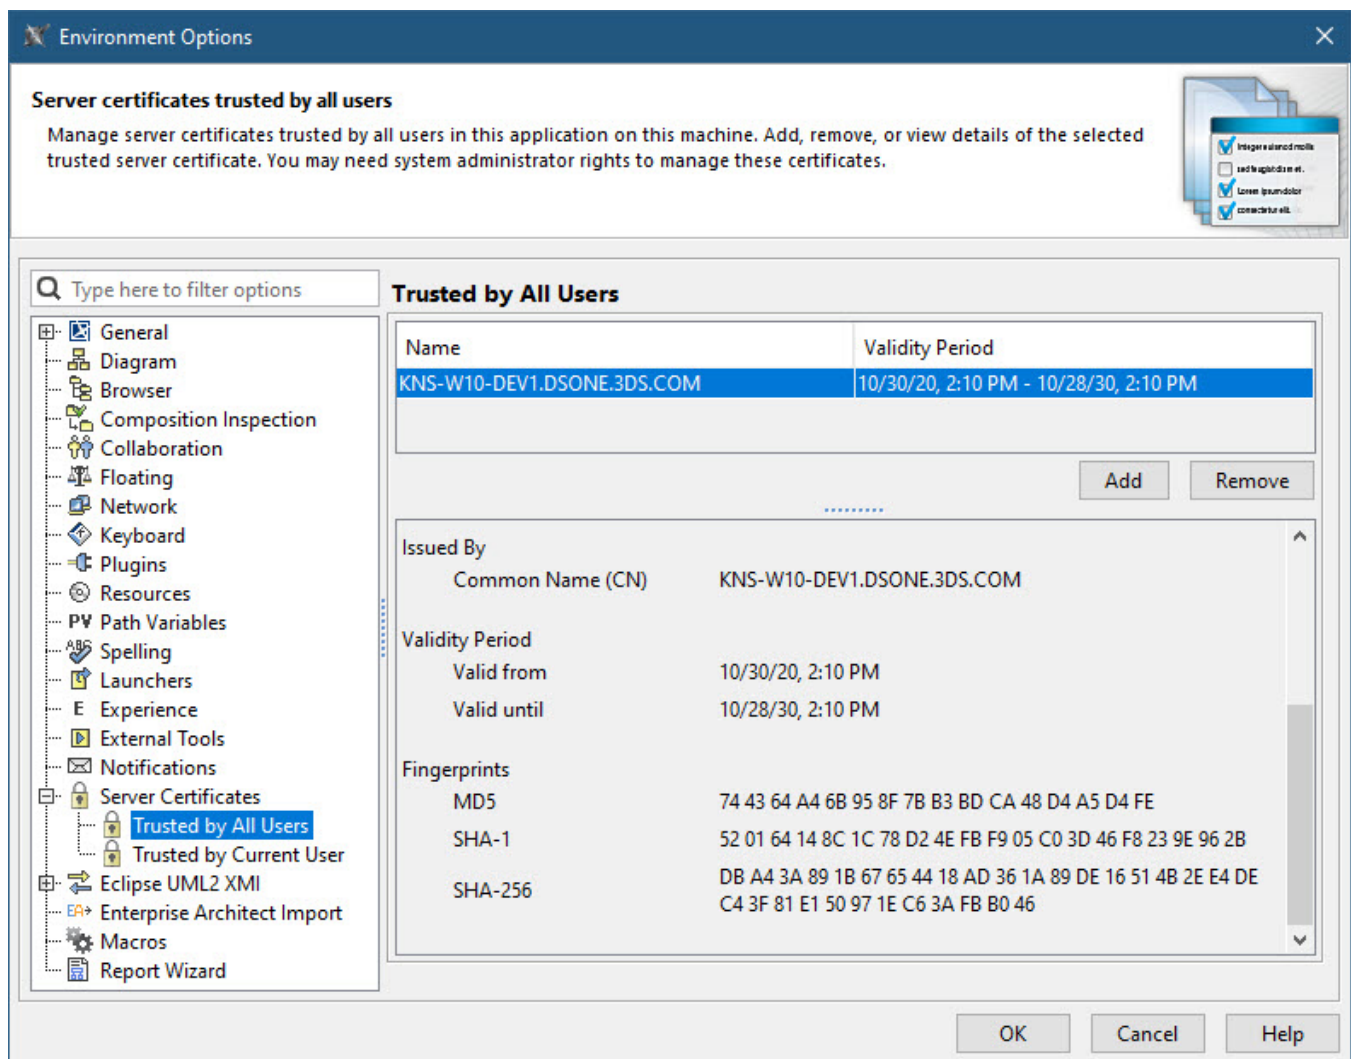 Environment Options
Server certificates trusted by all users
Manage server certificates trusted by all users in this application on this machine. Add, remove, or view details of the selected
trusted server certificate. You may need system administrator rights to manage these certificates.
sed feugiat diam et.
Lorem ipsum dolor
consectetur elit.
Type here to filter options
Trusted by All Users
General
Diagram
Browser
Composition Inspection
Collaboration
Floating
Network
Keyboard
Plugins
Resources
PV Path Variables
ABC Spelling
Launchers
E Experience
External Tools
Notifications
Server Certificates
Trusted by All Users
Trusted by Current User
Eclipse UML2 XMI
EA Enterprise Architect Import
Macros
Report Wizard
Name Validity Period
KNS-W10-DEV1.DSONE.3DS.COM 10/30/20, 2:10 PM - 10/28/30, 2:10 PM
Add Remove
Issued By
Common Name (CN) KNS-W10-DEV1.DSONE.3DS.COM
Validity Period
Valid from 10/30/20, 2:10 PM
Valid until 10/28/30, 2:10 PM
Fingerprints
MD5 74 43 64 A4 6B 95 8F 7B B3 BD CA 48 D4 A5 D4 FE
SHA-1 52 01 64 14 8C 1C 78 D2 4E FB F9 05 C0 3D 46 F8 23 9E 96 2B
SHA-256 DB A4 3A 89 1B 67 65 44 18 AD 36 1A 89 DE 16 51 4B 2E E4 DE
C4 3F 81 E1 50 97 1E C6 3A FB B0 46
OK Cancel Help